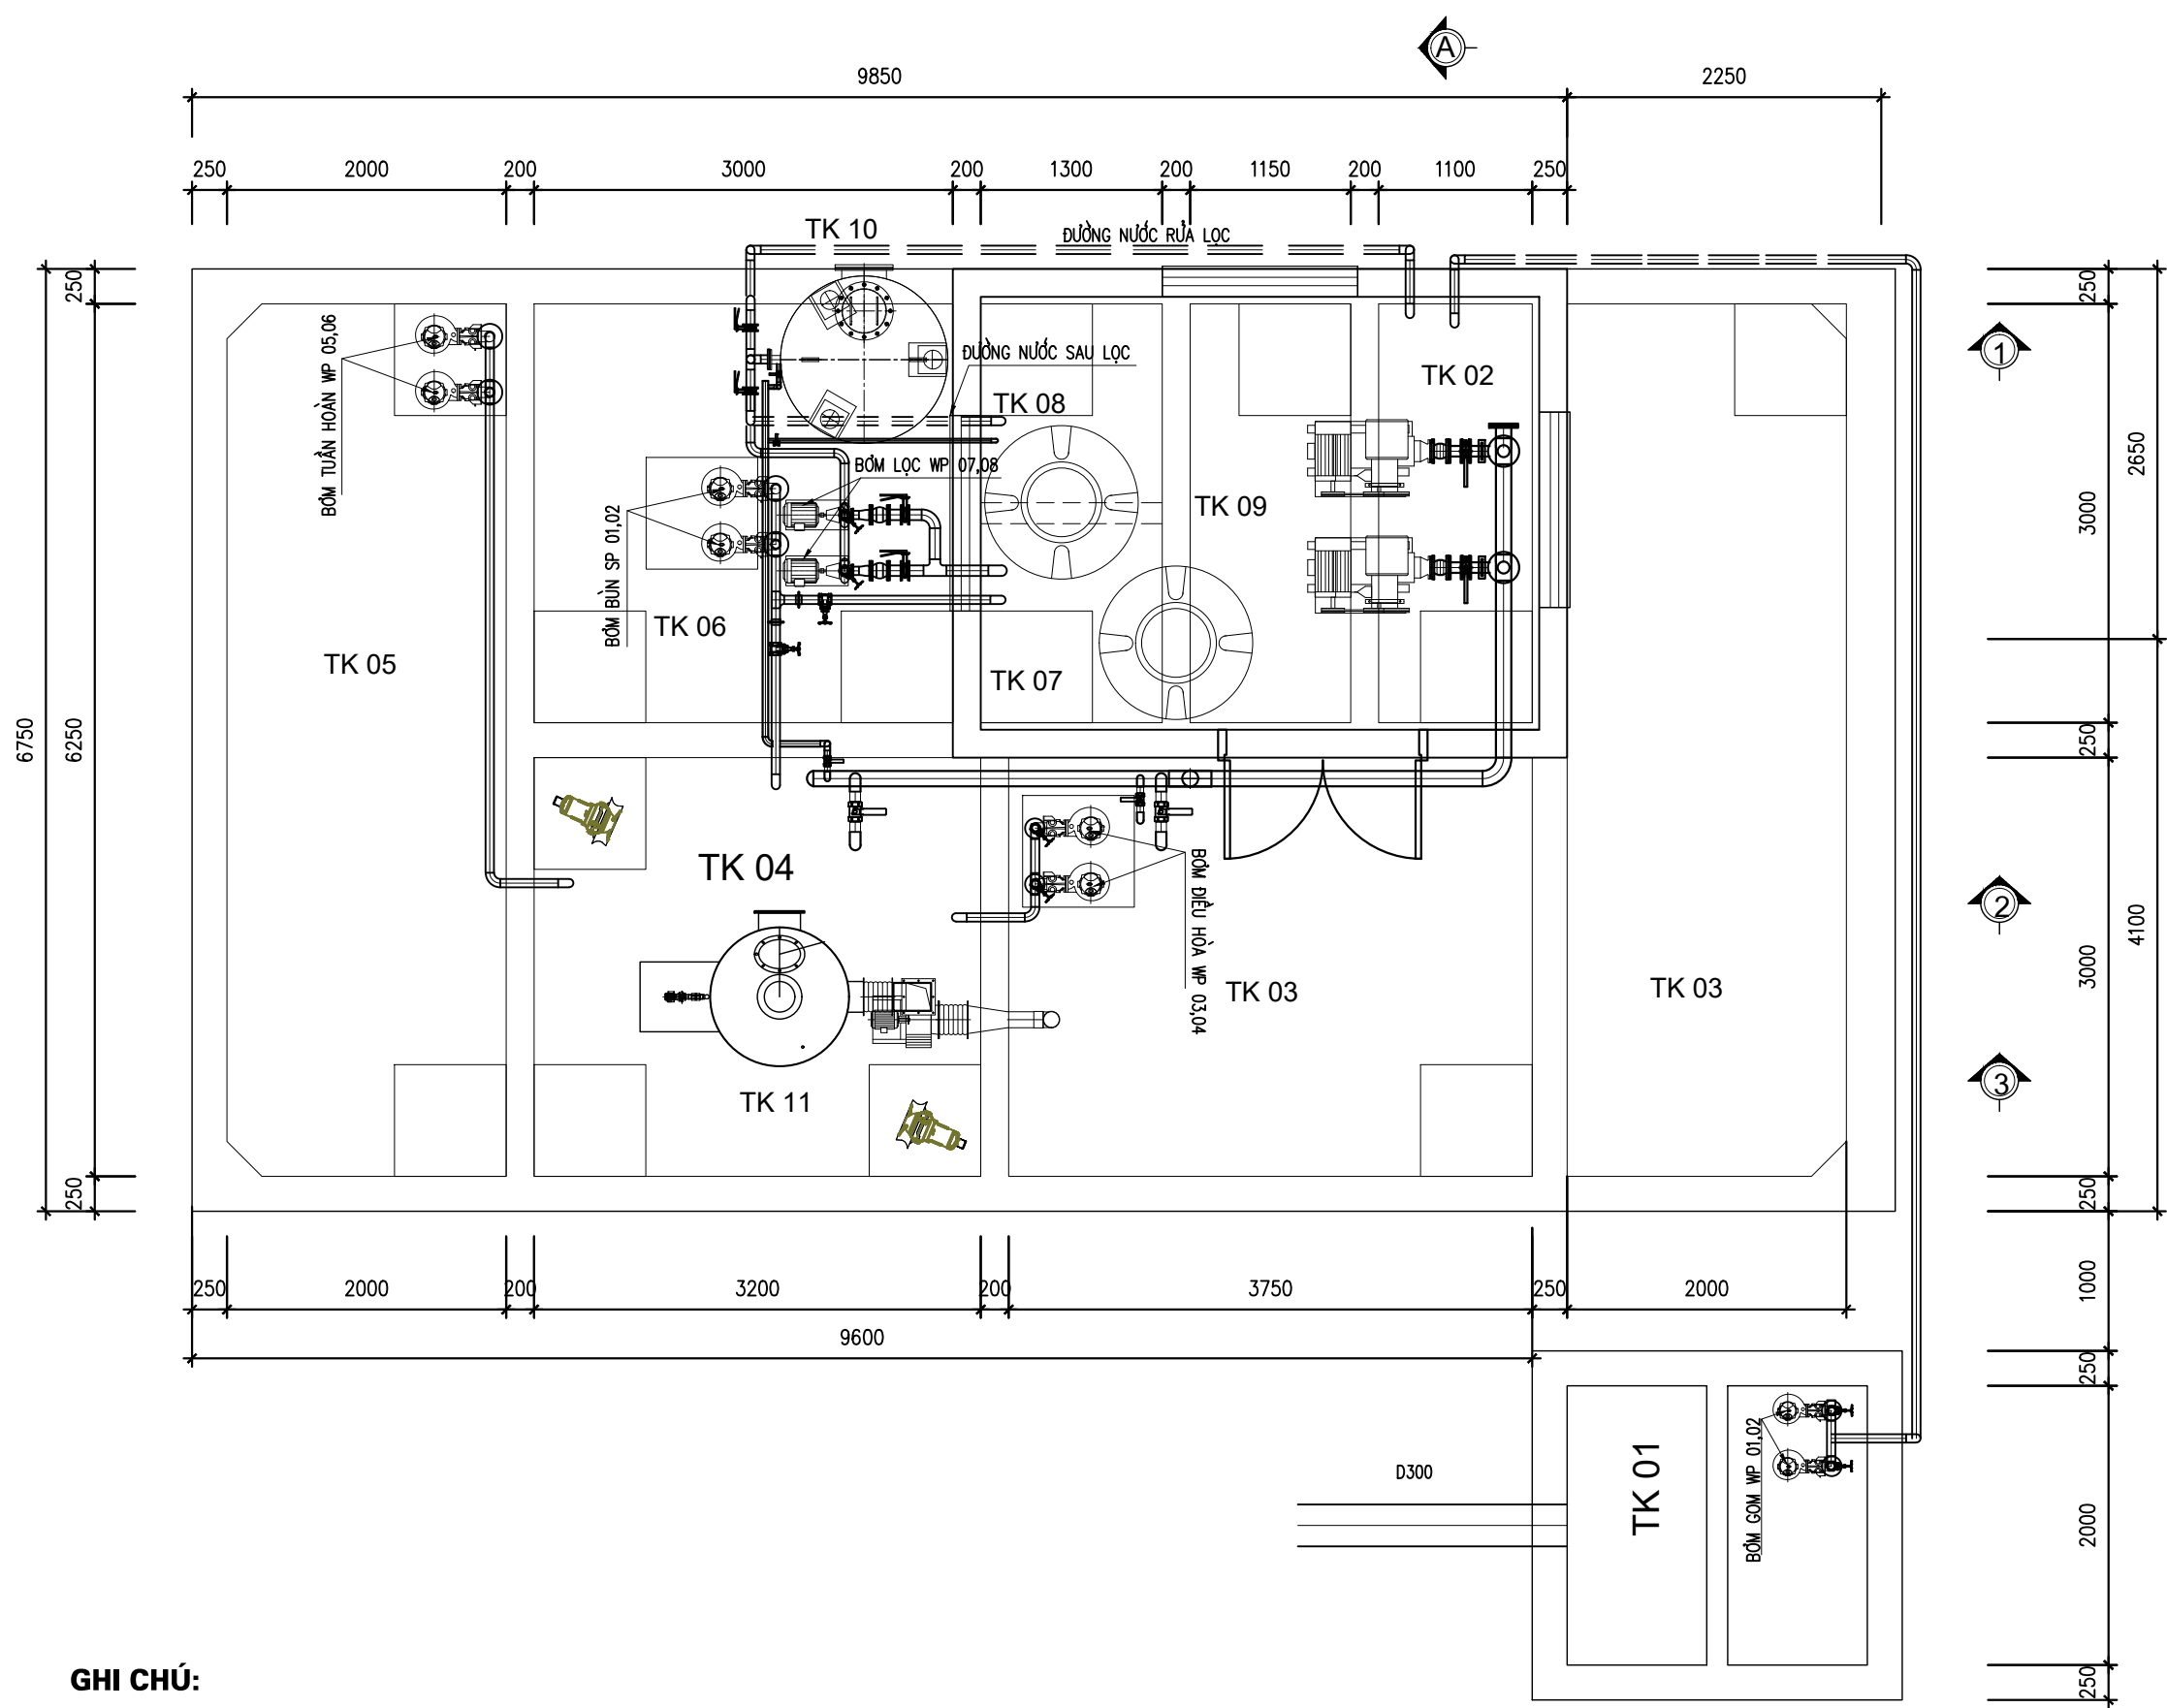 A
9850
2250
250
2000
200
3000
200
1300
200
1150
200
1100
250
TK 10
ĐƯỜNG NƯỚC RỬA LỌC
250
250
BƠM TUẦN HOÀN WP 05,06
ĐƯỜNG NƯỚC SAU LỌC
1
TK 02
TK 08
BƠM LỌC WP 07,08
2650
TK 09
3000
BƠM BÙN SP 01,02
TK 06
TK 05
TK 07
6750
6250
250
TK 04
BƠM ĐIỀU HÒA WP 03,04
2
4100
3000
TK 03
TK 03
3
TK 11
250
250
250
2000
200
3200
200
3750
250
2000
1000
9600
250
D300
TK 01
BƠM GOM WP 01,02
2000
GHI CHÚ:
250